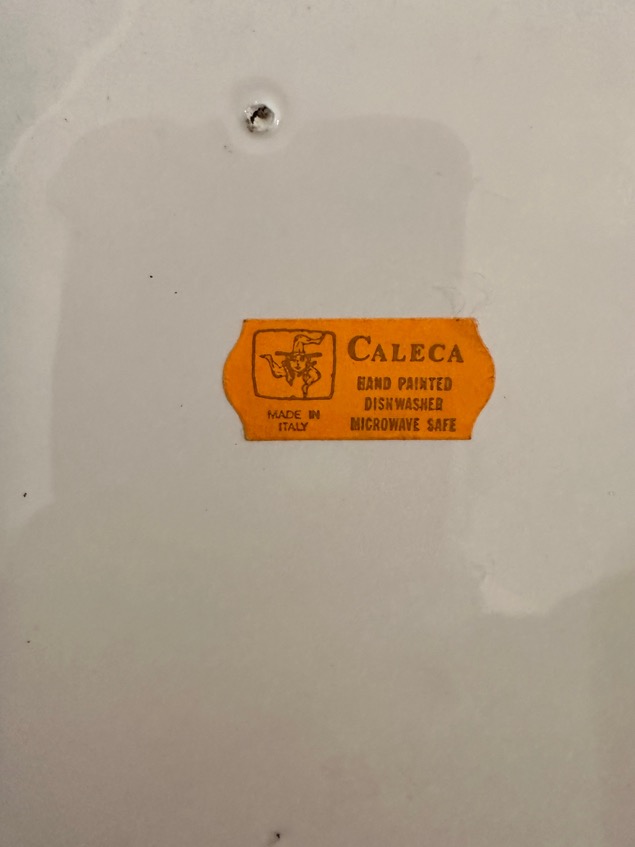 CALECA
HAND PAINTED
DISHWASHER
MICROWAVE SAFE
MADE IN
ITALY